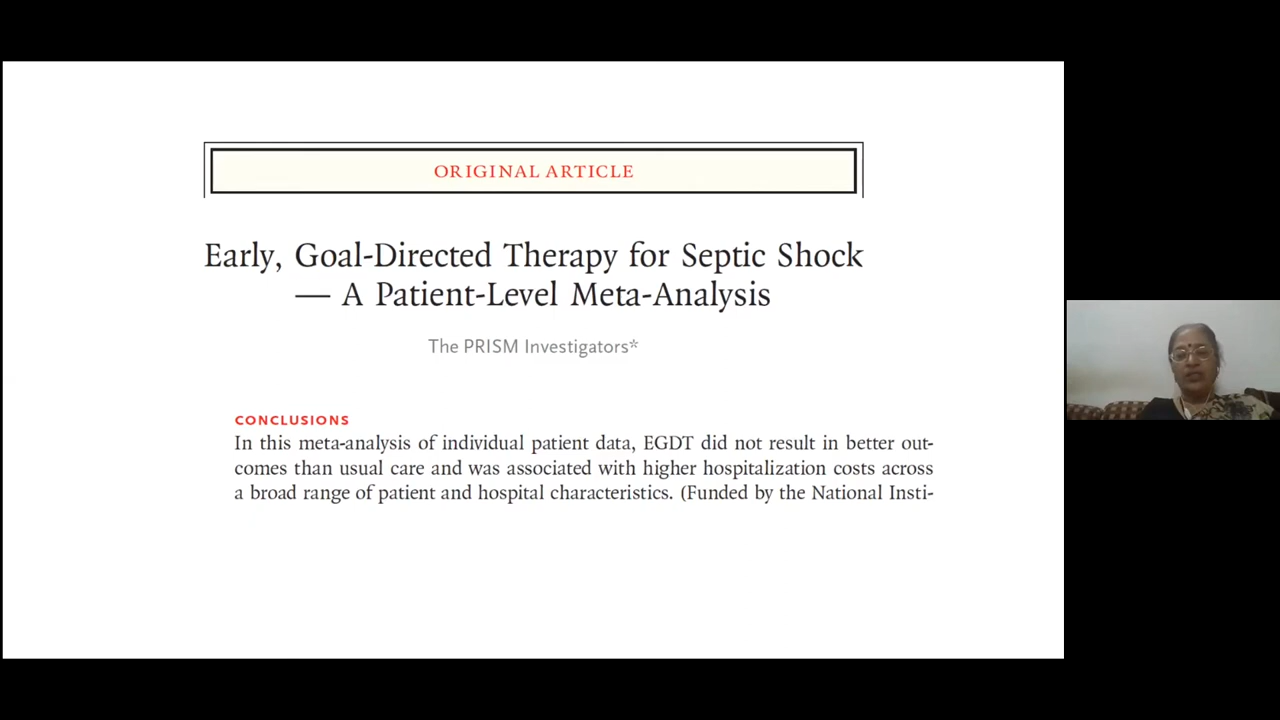 ORIGINAL ARTICLE
Early, Goal-Directed Therapy for Septic Shock
— A Patient-Level Meta-Analysis
The PRISM Investigators*
CONCLUSIONS
In this meta-analysis of individual patient data, EGDT did not result in better out-
comes than usual care and was associated with higher hospitalization costs across
a broad range of patient and hospital characteristics. (Funded by the National Insti-